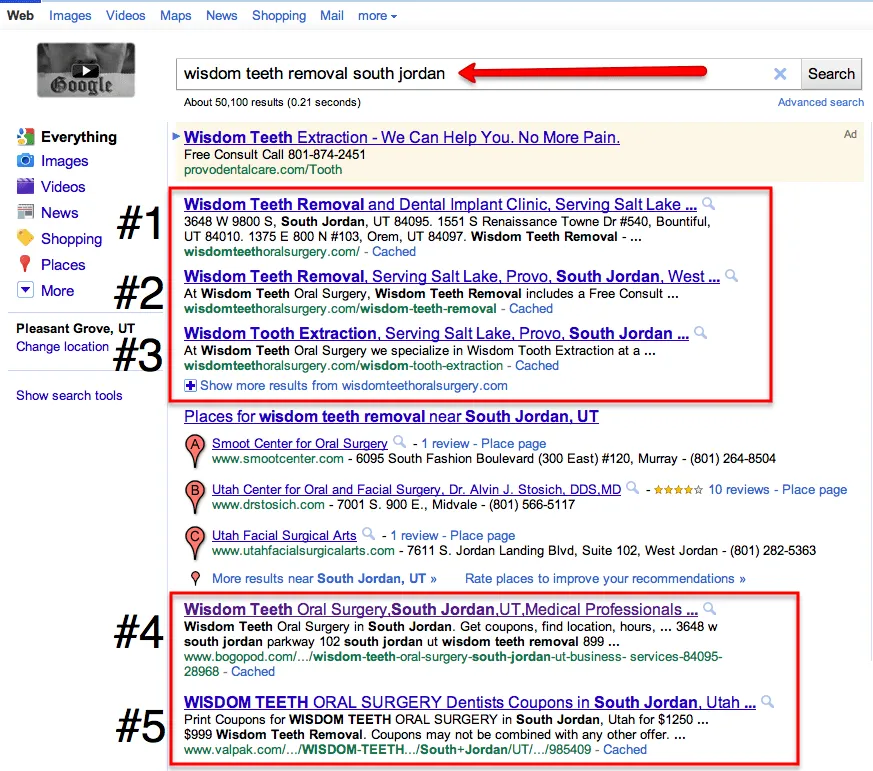 Web Images Videos Maps News Shopping Mail more
Google
wisdom teeth removal south jordan
Search
About 50,100 results (0.21 seconds)
Advanced search
Everything
Images
Videos
News
Shopping
Places
More
Pleasant Grove, UT
Change location
Show search tools
Wisdom Teeth Extraction - We Can Help You. No More Pain.
Ad
Free Consult Call 801-874-2451
provodentalcare.com/Tooth
#1
Wisdom Teeth Removal and Dental Implant Clinic, Serving Salt Lake ...
3648 W 9800 S, South Jordan, UT 84095. 1551 S Renaissance Towne Dr #540, Bountiful,
UT 84010. 1375 E 800 N #103, Orem, UT 84097. Wisdom Teeth Removal - ...
wisdomteethoralsurgery.com/ - Cached
#2
Wisdom Teeth Removal, Serving Salt Lake, Provo, South Jordan, West ...
At Wisdom Teeth Oral Surgery, Wisdom Teeth Removal includes a Free Consult ...
wisdomteethoralsurgery.com/wisdom-teeth-removal - Cached
#3
Wisdom Tooth Extraction, Serving Salt Lake, Provo, South Jordan ...
At Wisdom Teeth Oral Surgery we specialize in Wisdom Tooth Extraction at a ...
wisdomteethoralsurgery.com/wisdom-tooth-extraction - Cached
Show more results from wisdomteethoralsurgery.com
Places for wisdom teeth removal near South Jordan, UT
A
Smoot Center for Oral Surgery - 1 review - Place page
www.smootcenter.com - 6095 South Fashion Boulevard (300 East) #120, Murray - (801) 264-8504
B
Utah Center for Oral and Facial Surgery, Dr. Alvin J. Stosich, DDS,MD - 10 reviews - Place page
www.drstosich.com - 7001 S. 900 E., Midvale - (801) 566-5117
C
Utah Facial Surgical Arts - 1 review - Place page
www.utahfacialsurgicalarts.com - 7611 S. Jordan Landing Blvd, Suite 102, West Jordan - (801) 282-5363
More results near South Jordan, UT »
Rate places to improve your recommendations »
#4
Wisdom Teeth Oral Surgery,South Jordan,UT,Medical Professionals ...
Wisdom Teeth Oral Surgery in South Jordan. Get coupons, find location, hours, ... 3648 w
south jordan parkway 102 south jordan ut wisdom teeth removal 899 ...
www.bogopod.com/.../wisdom-teeth-oral-surgery-south-jordan-ut-business- services-84095-
28968 - Cached
#5
WISDOM TEETH ORAL SURGERY Dentists Coupons in South Jordan, Utah ...
Print Coupons for WISDOM TEETH ORAL SURGERY in South Jordan, Utah for $1250 ...
$999 Wisdom Teeth Removal. Coupons may not be combined with any other offer. ...
www.valpak.com/.../WISDOM-TEETH.../South+Jordan/UT/.../985409 - Cached